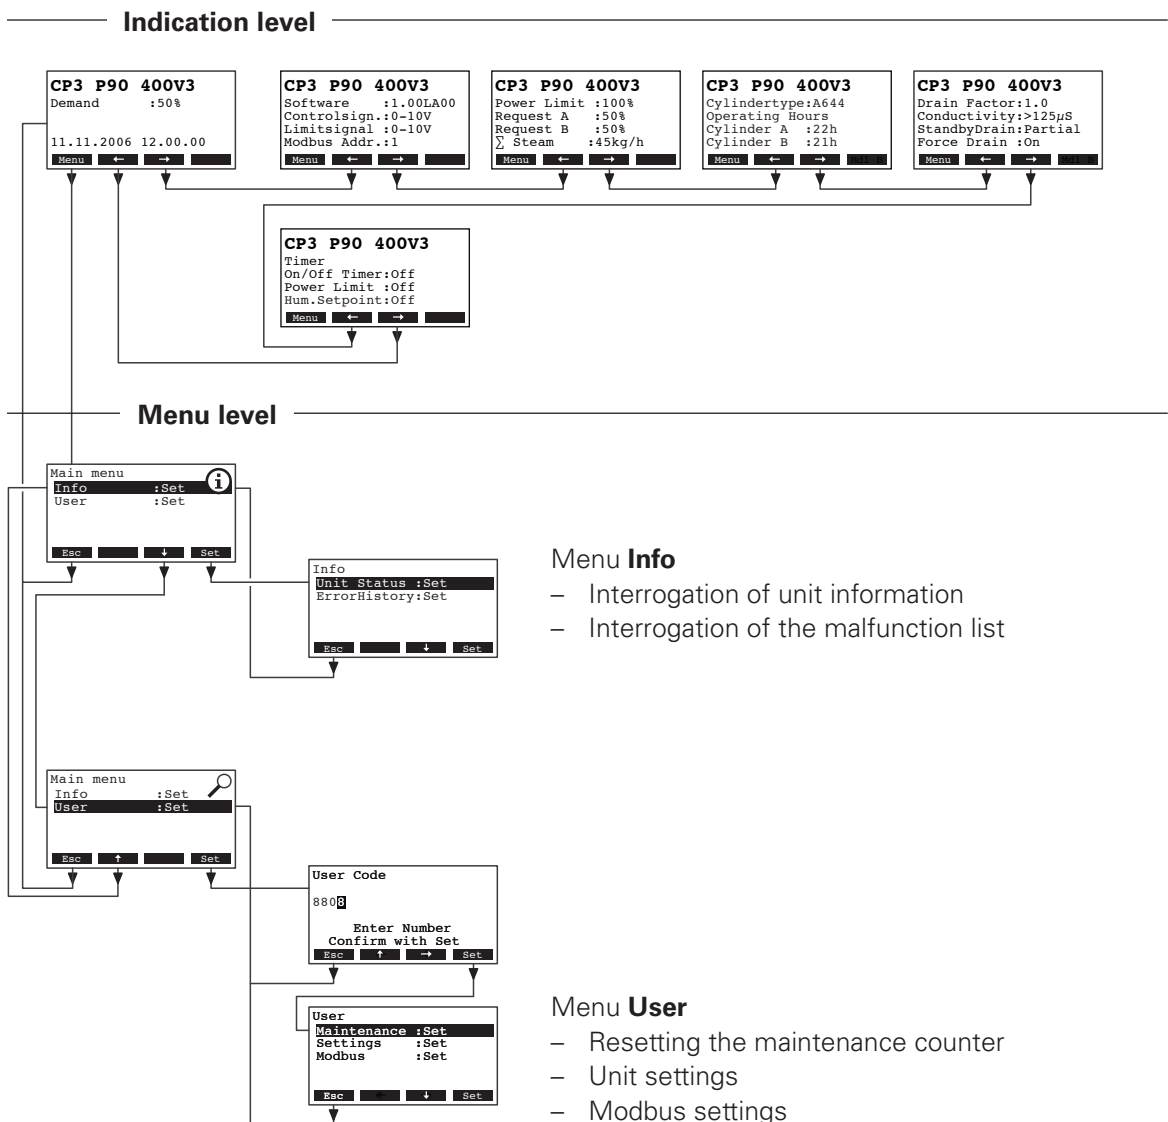 Indication level
CP3 P90 400V3
Demand :50%
11.11.2006 12.00.00
Menu ← →
CP3 P90 400V3
Software :1.00LA00
Controlsign.:0-10V
Limitsignal :0-10V
Modbus Addr.:1
Menu ← →
CP3 P90 400V3
Power Limit :100%
Request A :50%
Request B :50%
∑ Steam :45kg/h
Menu ← →
CP3 P90 400V3
Cylindertype:A644
Operating Hours
Cylinder A :22h
Cylinder B :21h
Menu ← → Mdl B
CP3 P90 400V3
Drain Factor:1.0
Conductivity:>125µS
StandbyDrain:Partial
Force Drain :On
Menu ← → Mdl B
CP3 P90 400V3
Timer
On/Off Timer:Off
Power Limit :Off
Hum.Setpoint:Off
Menu ← →
Menu level
Main menu
Info :Set
User :Set
Esc ↓ Set
Info
Unit Status :Set
ErrorHistory:Set
Esc ↓ Set
Menu Info
– Interrogation of unit information
– Interrogation of the malfunction list
Main menu
Info :Set
User :Set
Esc ↑ Set
User Code
8808
Enter Number
Confirm with Set
Esc ↑ → Set
User
Maintenance :Set
Settings :Set
Modbus :Set
Esc ← ↓ Set
Menu User
– Resetting the maintenance counter
– Unit settings
– Modbus settings